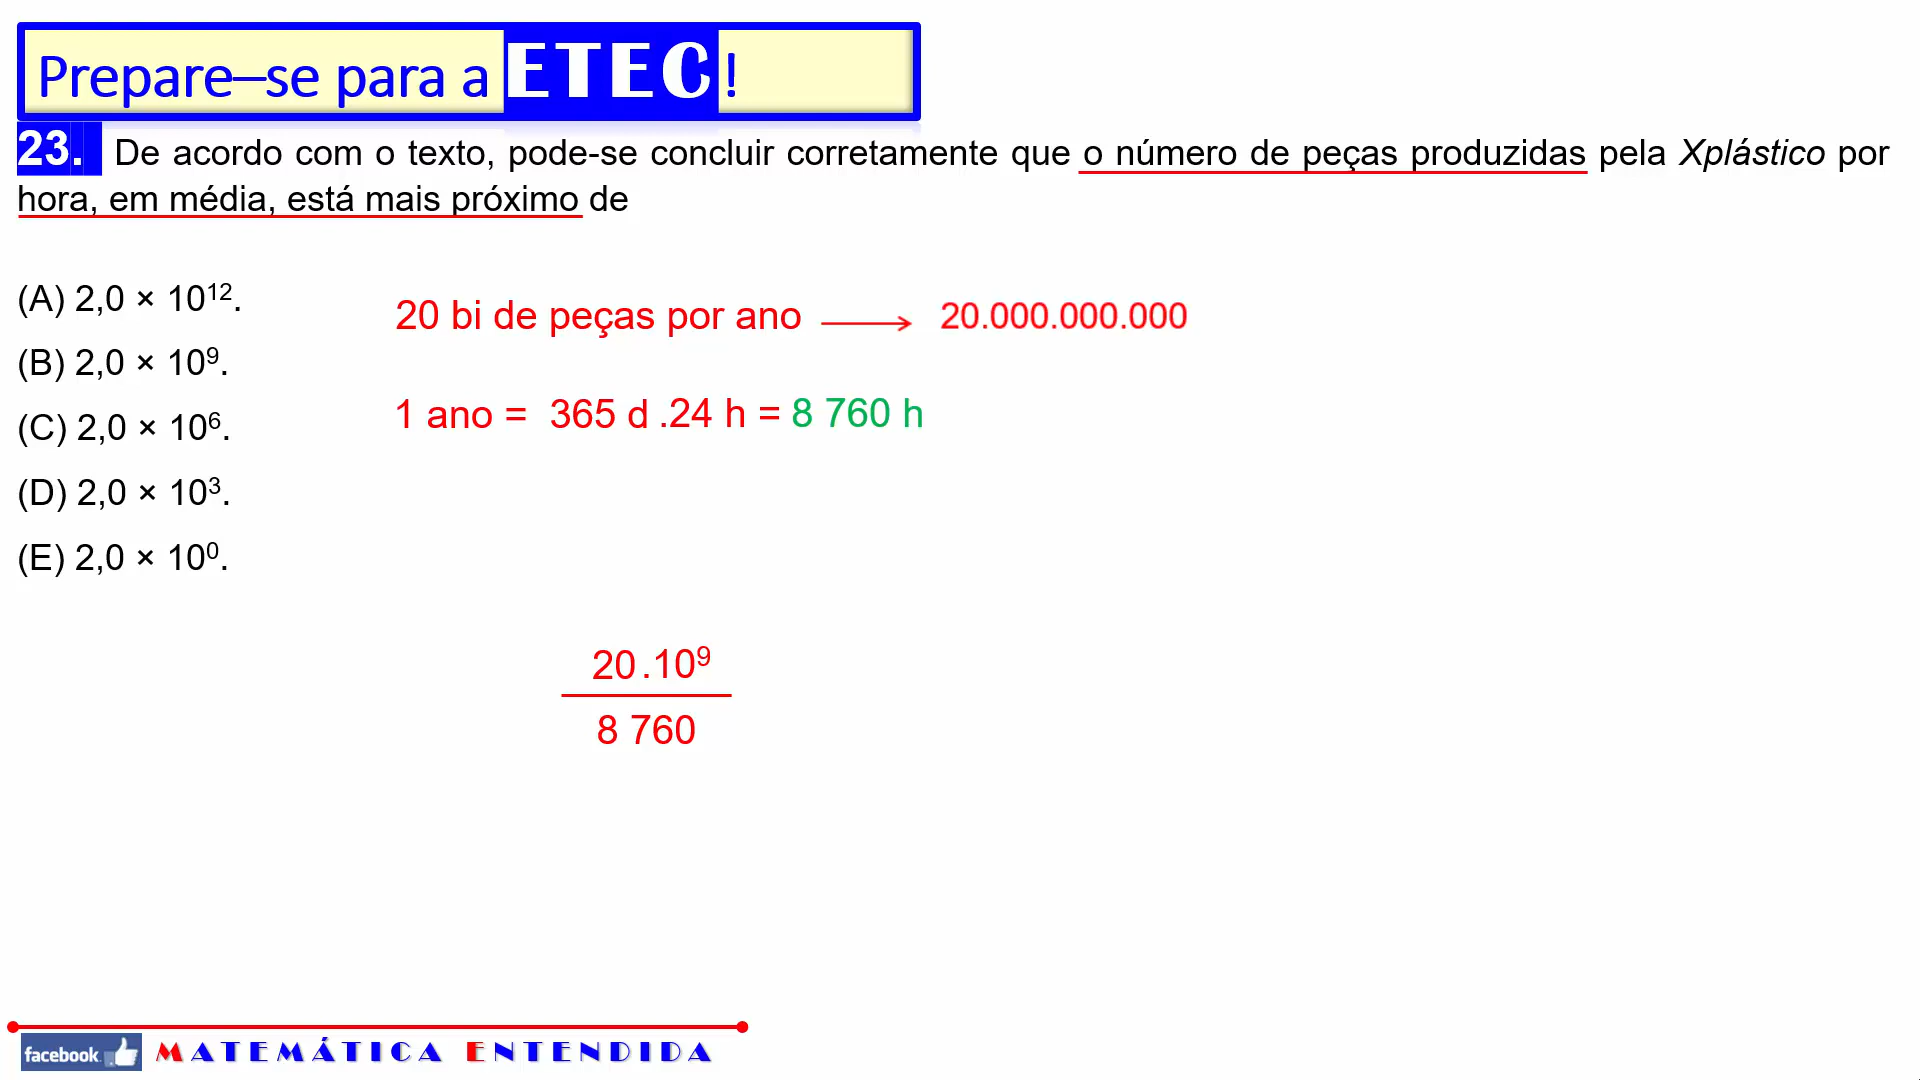 Prepare–se para a ETEC!
23. De acordo com o texto, pode-se concluir corretamente que o número de peças produzidas pela Xplástico por
hora, em média, está mais próximo de
(A) 2,0 × 10¹².
20 bi de peças por ano → 20.000.000.000
(B) 2,0 × 10⁹.
1 ano = 365 d .24 h = 8 760 h
(C) 2,0 × 10⁶.
(D) 2,0 × 10³.
(E) 2,0 × 10⁰.
20 .10⁹
8 760
facebook MATEMÁTICA ENTENDIDA